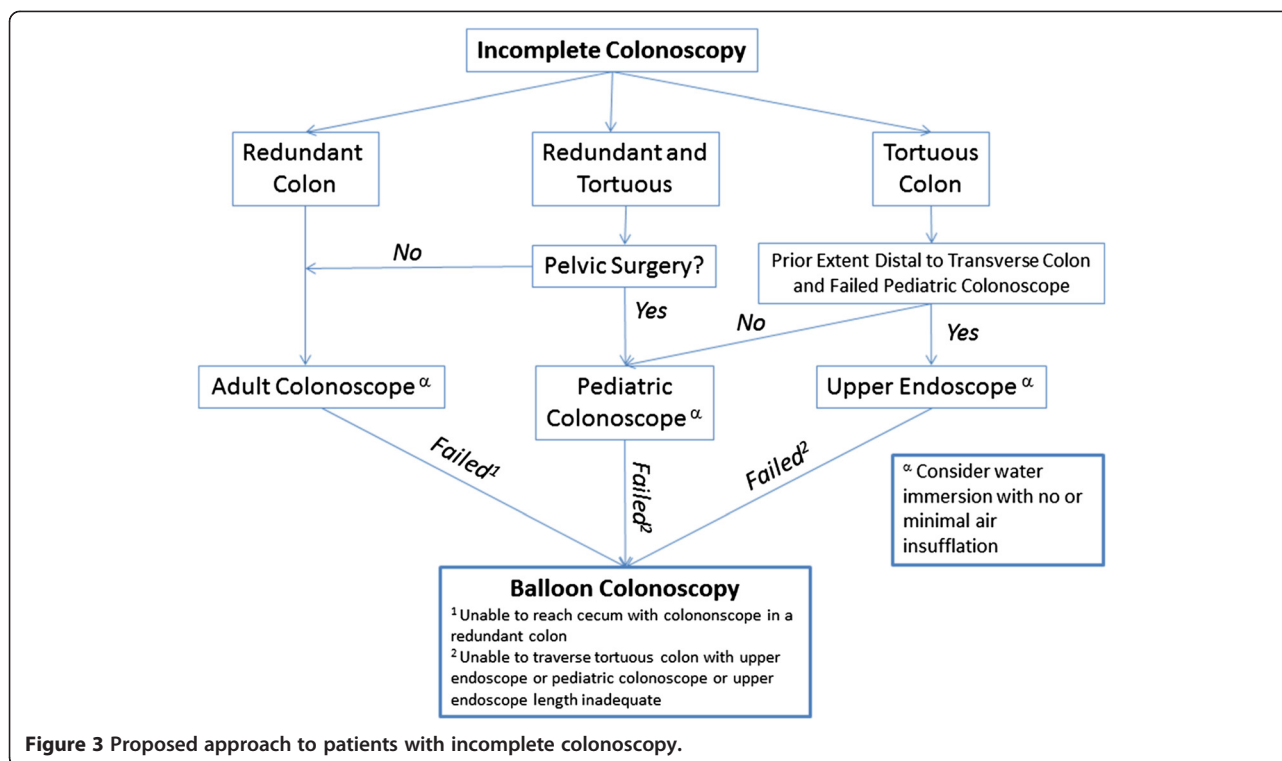 Incomplete Colonoscopy
Redundant
Colon
Redundant and
Tortuous
Tortuous
Colon
No
Pelvic Surgery?
Prior Extent Distal to Transverse Colon
and Failed Pediatric Colonoscope
Yes
No
Yes
Adult Colonoscope α
Pediatric
Colonoscope α
Upper Endoscope α
Failed1
Failed2
Failed2
α Consider water
immersion with no or
minimal air
insufflation
Balloon Colonoscopy
1 Unable to reach cecum with colononscope in a
redundant colon
2 Unable to traverse tortuous colon with upper
endoscope or pediatric colonoscope or upper
endoscope length inadequate
Figure 3 Proposed approach to patients with incomplete colonoscopy.